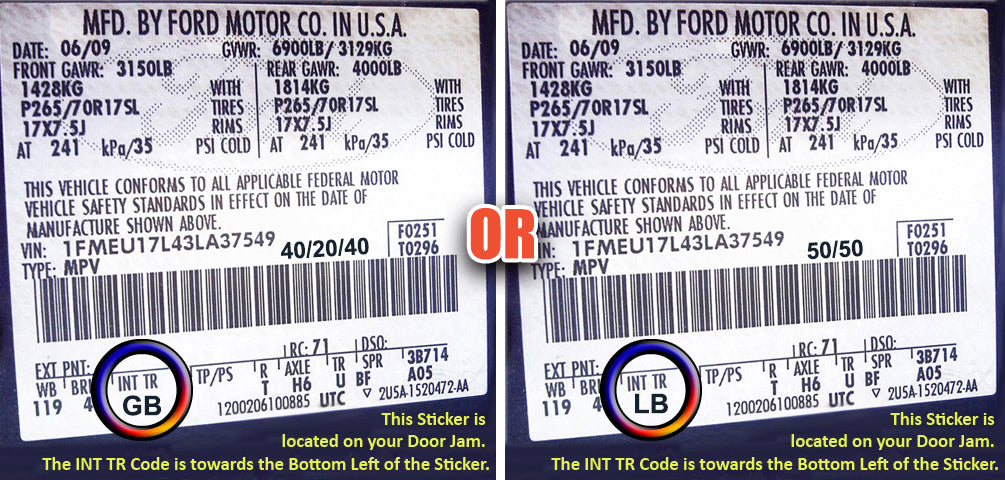 MFD. BY FORD MOTOR CO. IN U.S.A.
DATE: 06/09 GVWR: 6900LB/ 3129KG
FRONT GAWR: 3150LB REAR GAWR: 4000LB
1428KG WITH 1814KG WITH
P265/70R17SL TIRES P265/70R17SL TIRES
17X7.5J RIMS 17X7.5J RIMS
AT 241 kPa/35 PSI COLD AT 241 kPa/35 PSI COLD
THIS VEHICLE CONFORMS TO ALL APPLICABLE FEDERAL MOTOR
VEHICLE SAFETY STANDARDS IN EFFECT ON THE DATE OF
MANUFACTURE SHOWN ABOVE.
VIN: 1FMEU17L43LA37549 40/20/40 F0251
TYPE: MPV T0296
EXT PNT: RC: 71 DSO:
WB BR INT TR TP/PS R AXLE TR SPR 3B714
119 4 GB T H6 U BF A05
1200206100885 UTC ▽ 2U5A-1520472-AA
This Sticker is
located on your Door Jam.
The INT TR Code is towards the Bottom Left of the Sticker.
OR
MFD. BY FORD MOTOR CO. IN U.S.A.
DATE: 06/09 GVWR: 6900LB/ 3129KG
FRONT GAWR: 3150LB REAR GAWR: 4000LB
1428KG WITH 1814KG WITH
P265/70R17SL TIRES P265/70R17SL TIRES
17X7.5J RIMS 17X7.5J RIMS
AT 241 kPa/35 PSI COLD AT 241 kPa/35 PSI COLD
THIS VEHICLE CONFORMS TO ALL APPLICABLE FEDERAL MOTOR
VEHICLE SAFETY STANDARDS IN EFFECT ON THE DATE OF
MANUFACTURE SHOWN ABOVE.
VIN: 1FMEU17L43LA37549 50/50 F0251
TYPE: MPV T0296
EXT PNT: RC: 71 DSO:
WB BR INT TR TP/PS R AXLE TR SPR 3B714
119 4 LB T H6 U BF A05
1200206100885 UTC ▽ 2U5A-1520472-AA
This Sticker is
located on your Door Jam.
The INT TR Code is towards the Bottom Left of the Sticker.